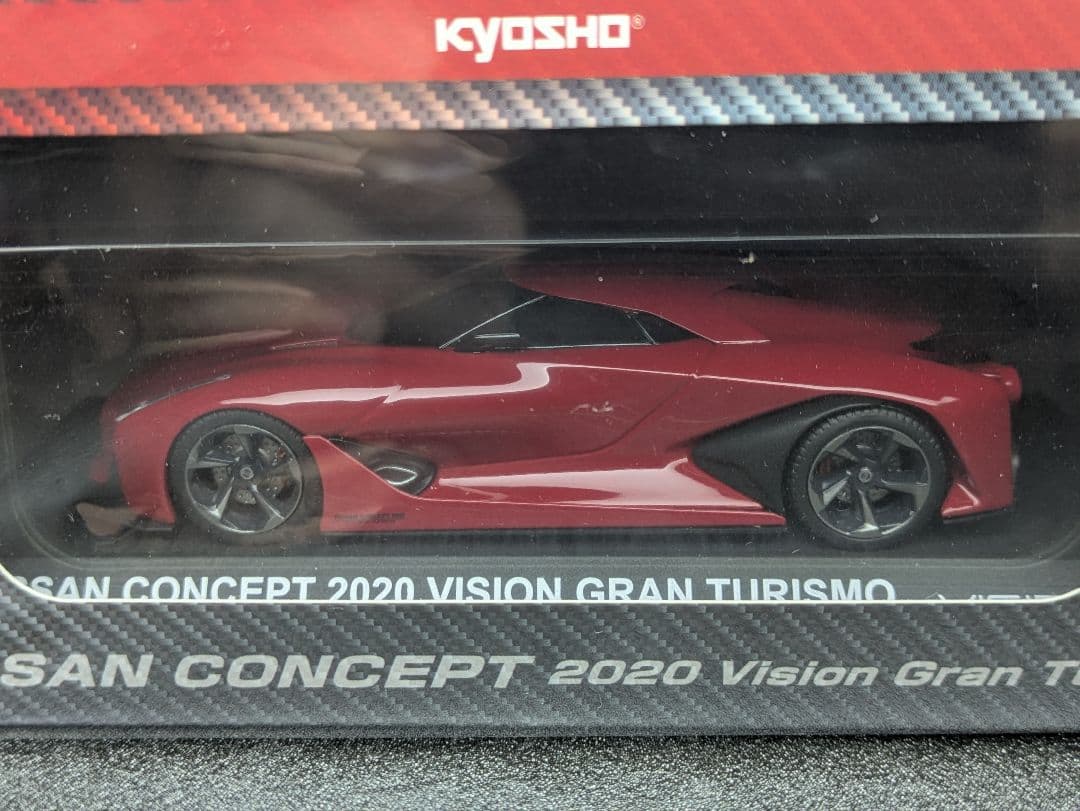 KYOSHO®
SAN CONCEPT 2020 VISION GRAN TURISMO
SAN CONCEPT 2020 Vision Gran T